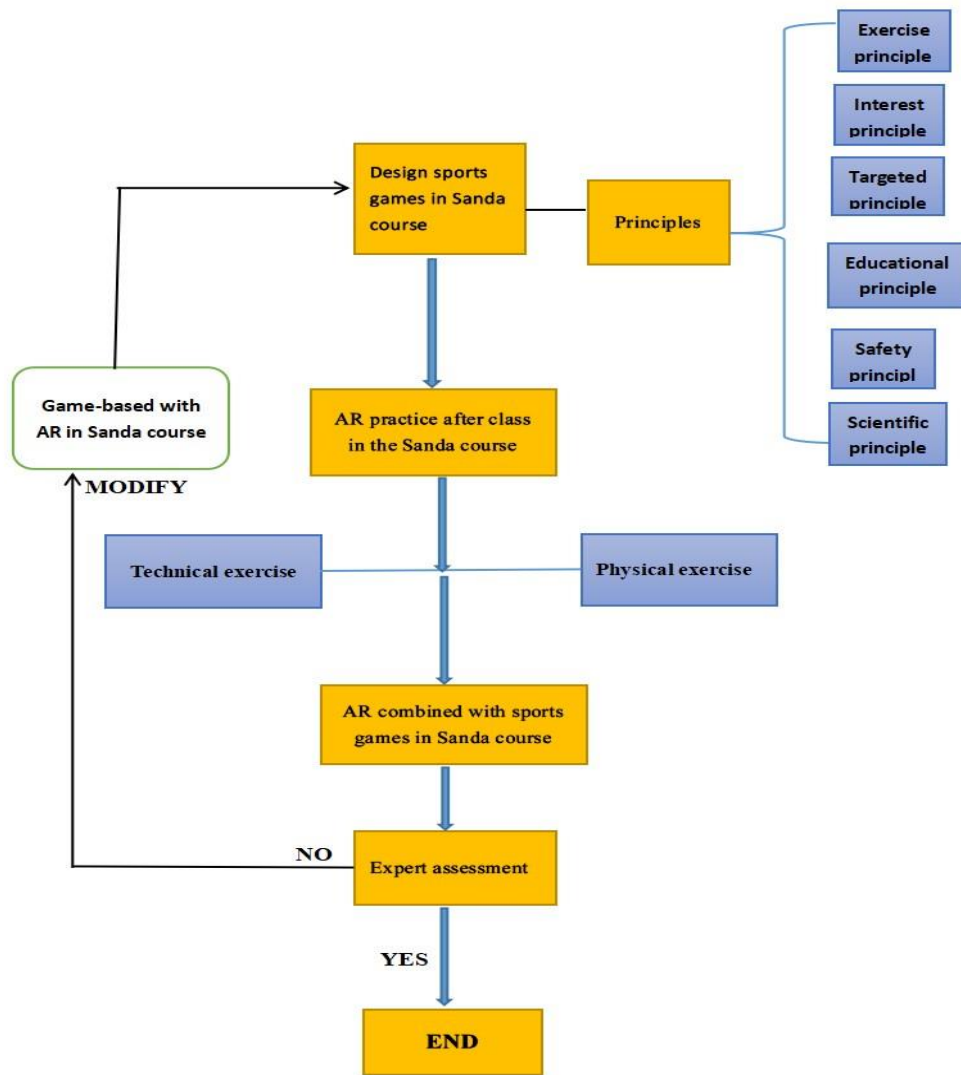 Exercise
principle
Interest
principle
Design sports
games in Sanda
course
Principles
Targeted
principle
Educational
principle
Safety
principl
Scientific
principle
Game-based with
AR in Sanda course
MODIFY
AR practice after class
in the Sanda course
Technical exercise
Physical exercise
AR combined with sports
games in Sanda course
NO
Expert assessment
YES
END